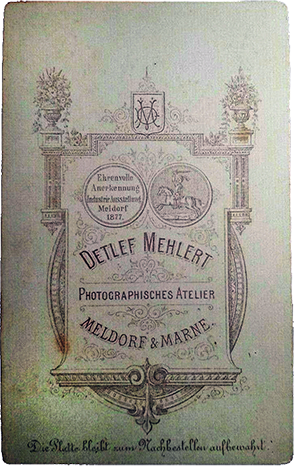 Ehrenvolle
Anerkennung
Industrie Ausstellung
Meldorf
1877.
DETLEF MEHLERT
PHOTOGRAPHISCHES ATELIER
MELDORF & MARNE.
Die Platte bleibt zum Nachbestellen aufbewahrt.